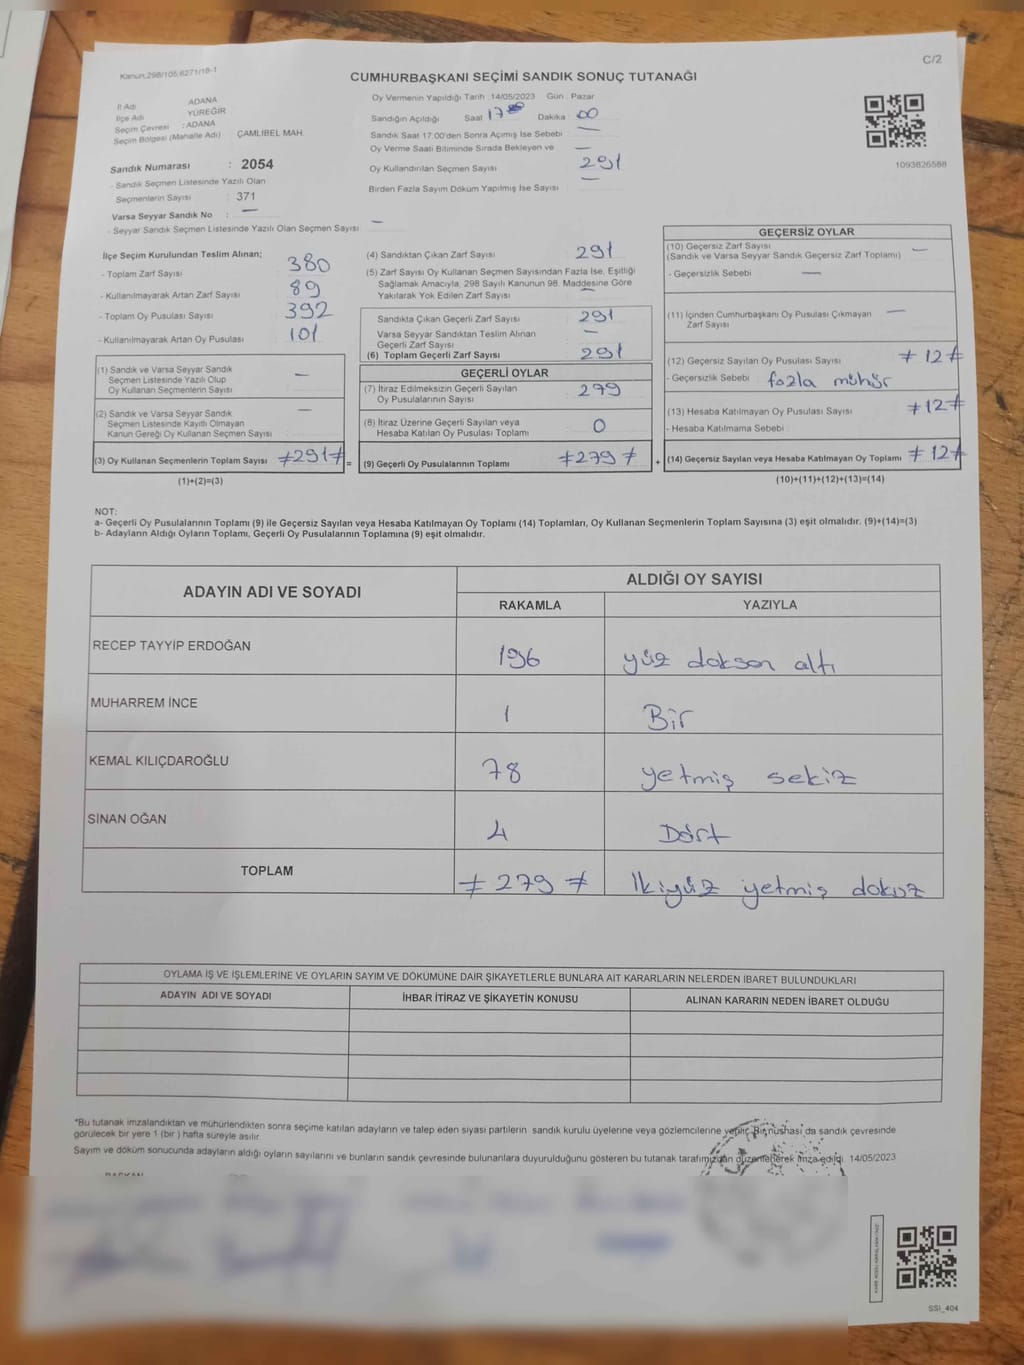 Kanun;298/105;6271/18-1
C/2
CUMHURBAŞKANI SEÇİMİ SANDIK SONUÇ TUTANAĞI
İl Adı ADANA
İlçe Adı YÜREĞİR
Seçim Çevresi : ADANA
Seçim Bölgesi (Mahalle Adı) ÇAMLIBEL MAH.
Sandık Numarası : 2054
- Sandık Seçmen Listesinde Yazılı Olan
Seçmenlerin Sayısı : 371
Varsa Seyyar Sandık No : —
- Seyyar Sandık Seçmen Listesinde Yazılı Olan Seçmen Sayısı: —
Oy Vermenin Yapıldığı Tarih :14/05/2023 Gün : Pazar
Sandığın Açıldığı Saat 17 Dakika : 00
Sandık Saat 17.00'den Sonra Açımış İse Sebebi —
Oy Verme Saati Bitiminde Sırada Bekleyen ve —
Oy Kullandırılan Seçmen Sayısı 291
Birden Fazla Sayım Döküm Yapılmış İse Sayısı —
1093826588
İlçe Seçim Kurulundan Teslim Alınan;
- Toplam Zarf Sayısı 380
- Kullanılmayarak Artan Zarf Sayısı 89
- Toplam Oy Pusulası Sayısı 392
- Kullanılmayarak Artan Oy Pusulası 101
(1) Sandık ve Varsa Seyyar Sandık
Seçmen Listesinde Yazılı Olup —
Oy Kullanan Seçmenlerin Sayısı
(2) Sandık ve Varsa Seyyar Sandık —
Seçmen Listesinde Kayıtlı Olmayan
Kanun Gereği Oy Kullanan Seçmen Sayısı
(3) Oy Kullanan Seçmenlerin Toplam Sayısı ≠291≠ =
(1)+(2)=(3)
(4) Sandıktan Çıkan Zarf Sayısı 291
(5) Zarf Sayısı Oy Kullanan Seçmen Sayısından Fazla İse, Eşitliği
Sağlamak Amacıyla, 298 Sayılı Kanunun 98. Maddesine Göre
Yakılarak Yok Edilen Zarf Sayısı —
Sandıkta Çıkan Geçerli Zarf Sayısı 291
Varsa Seyyar Sandıktan Teslim Alınan —
Geçerli Zarf Sayısı
(6) Toplam Geçerli Zarf Sayısı 291
GEÇERLİ OYLAR
(7) İtiraz Edilmeksizin Geçerli Sayılan 279
Oy Pusulalarının Sayısı
(8) İtiraz Üzerine Geçerli Sayılan veya 0
Hesaba Katılan Oy Pusulası Toplamı
(9) Geçerli Oy Pusulalarının Toplamı ≠279≠ +
GEÇERSİZ OYLAR
(10) Geçersiz Zarf Sayısı —
(Sandık ve Varsa Seyyar Sandık Geçersiz Zarf Toplamı)
- Geçersizlik Sebebi —
(11) İçinden Cumhurbaşkanı Oy Pusulası Çıkmayan —
Zarf Sayısı
(12) Geçersiz Sayılan Oy Pusulası Sayısı ≠12≠
- Geçersizlik Sebebi fazla mühür
(13) Hesaba Katılmayan Oy Pusulası Sayısı ≠12≠
- Hesaba Katılmama Sebebi
(14) Geçersiz Sayılan veya Hesaba Katılmayan Oy Toplamı ≠12≠
(10)+(11)+(12)+(13)=(14)
NOT:
a- Geçerli Oy Pusulalarının Toplamı (9) ile Geçersiz Sayılan veya Hesaba Katılmayan Oy Toplamı (14) Toplamları, Oy Kullanan Seçmenlerin Toplam Sayısına (3) eşit olmalıdır. (9)+(14)=(3)
b- Adayların Aldığı Oyların Toplamı, Geçerli Oy Pusulalarının Toplamına (9) eşit olmalıdır.
ADAYIN ADI VE SOYADI
ALDIĞI OY SAYISI
RAKAMLA YAZIYLA
RECEP TAYYİP ERDOĞAN 196 yüz doksan altı
MUHARREM İNCE 1 Bir
KEMAL KILIÇDAROĞLU 78 yetmiş sekiz
SİNAN OĞAN 4 Dört
TOPLAM ≠279≠ İkiyüz yetmiş dokuz
OYLAMA İŞ VE İŞLEMLERİNE VE OYLARIN SAYIM VE DÖKÜMÜNE DAİR ŞİKAYETLERLE BUNLARA AİT KARARLARIN NELERDEN İBARET BULUNDUKLARI
ADAYIN ADI VE SOYADI İHBAR İTİRAZ VE ŞİKAYETİN KONUSU ALINAN KARARIN NEDEN İBARET OLDUĞU
*Bu tutanak imzalandıktan ve mühürlendikten sonra seçime katılan adayların ve talep eden siyasi partilerin sandık kurulu üyelerine veya gözlemcilerine verilir. Bir nüshası da sandık çevresinde
görülecek bir yere 1 (bir ) hafta süreyle asılır.
Sayım ve döküm sonucunda adayların aldığı oyların sayılarını ve bunların sandık çevresinde bulunanlara duyurulduğunu gösteren bu tutanak tarafımızdan düzenlenerek imza edildi. 14/05/2023
BAŞKAN
SSI_404